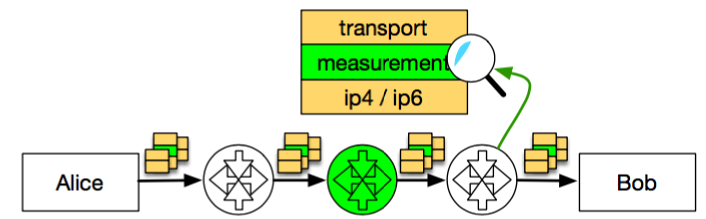 transport
measurement
ip4 / ip6
Alice
Bob